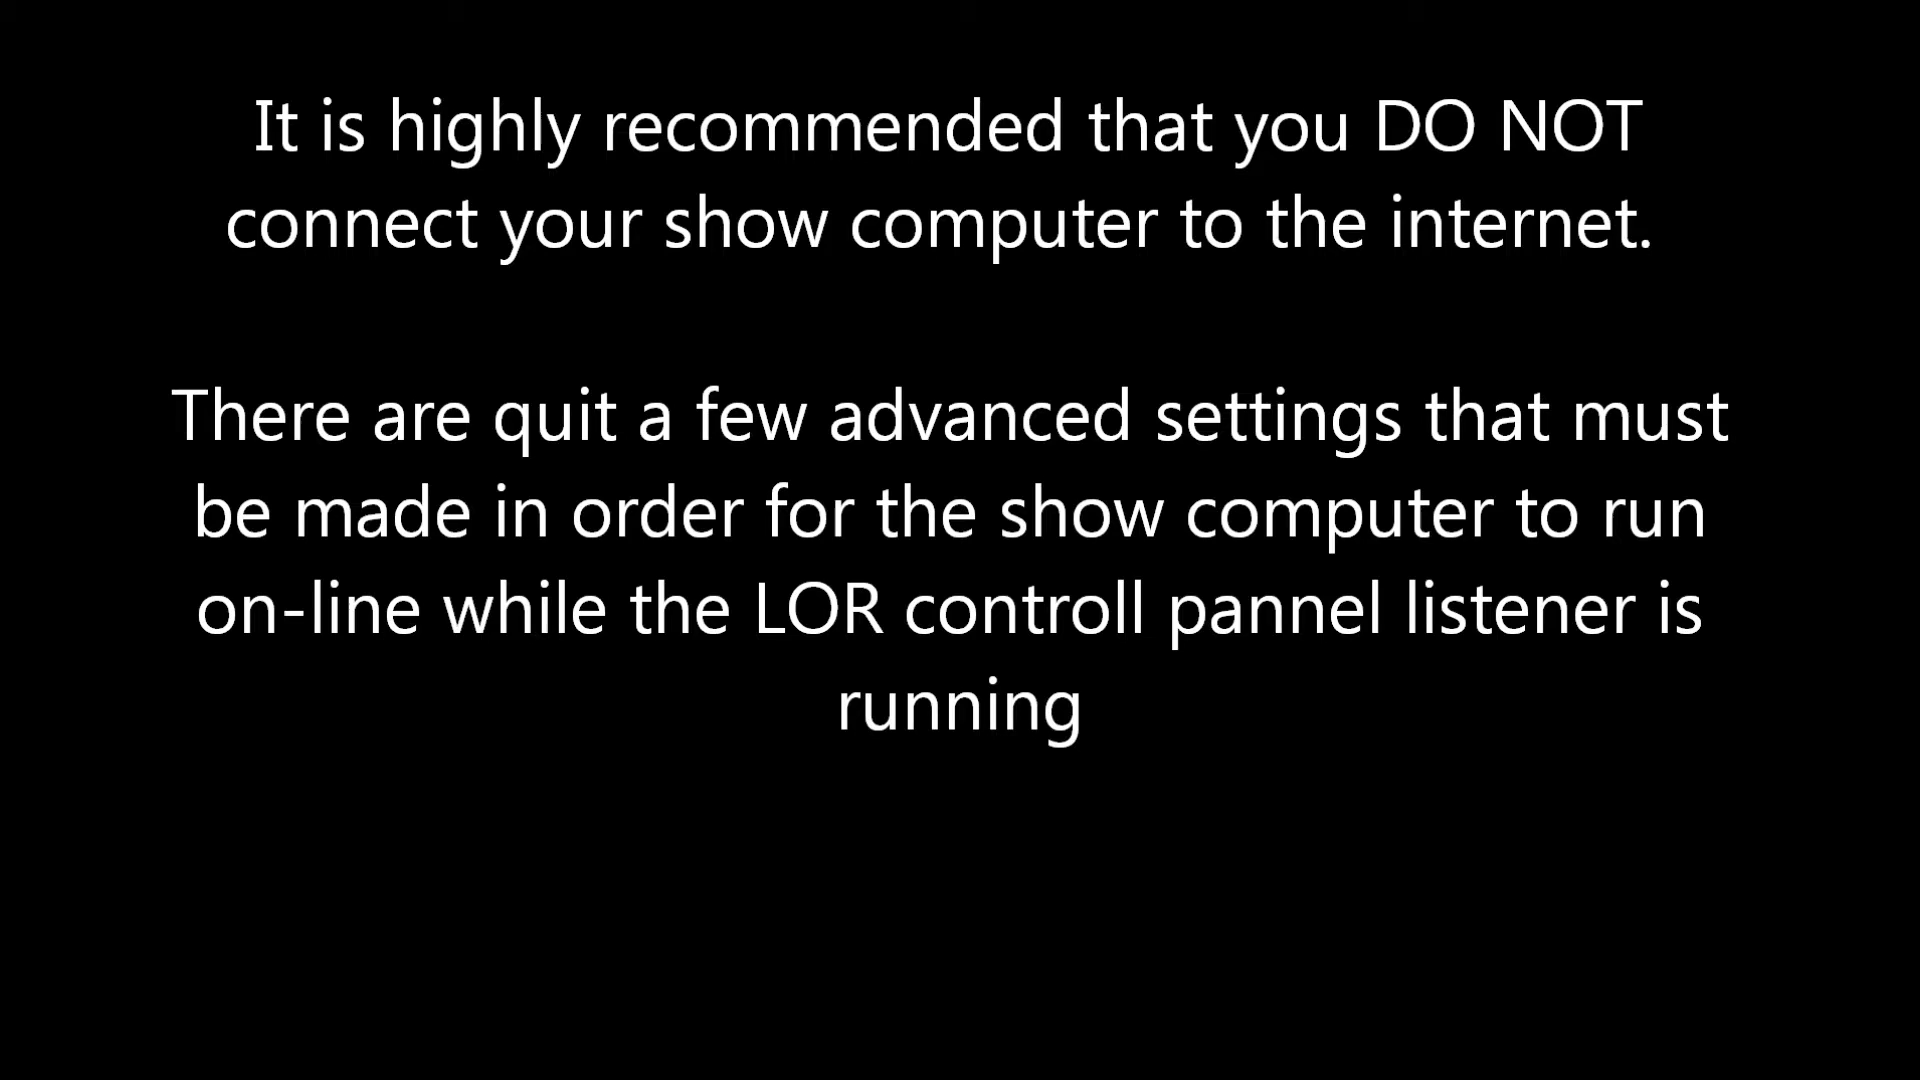 It is highly recommended that you DO NOT
connect your show computer to the internet.
There are quit a few advanced settings that must
be made in order for the show computer to run
on-line while the LOR controll pannel listener is
running